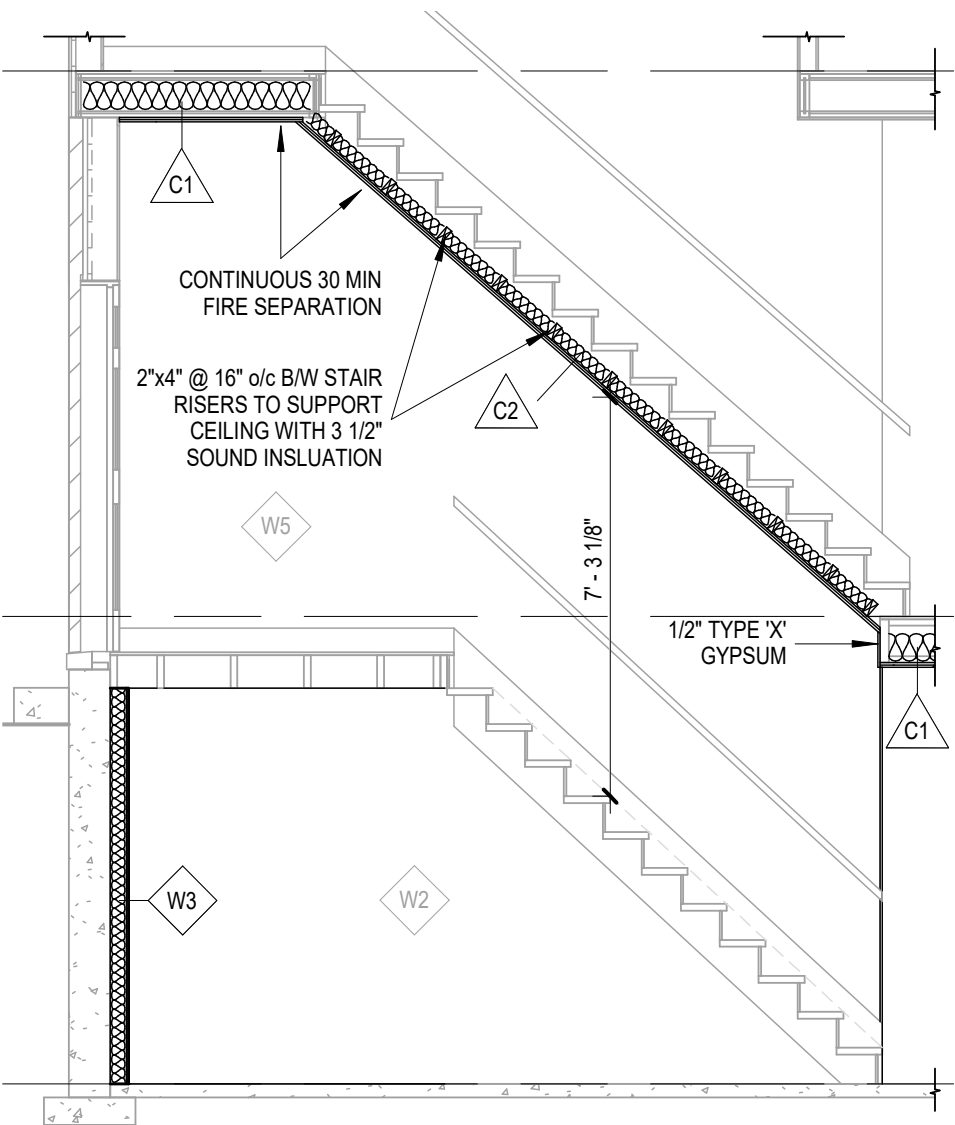 C1
CONTINUOUS 30 MIN
FIRE SEPARATION
2"x4" @ 16" o/c B/W STAIR
RISERS TO SUPPORT
CEILING WITH 3 1/2"
SOUND INSLUATION
C2
W5
7' - 3 1/8"
1/2" TYPE 'X'
GYPSUM
C1
W3
W2